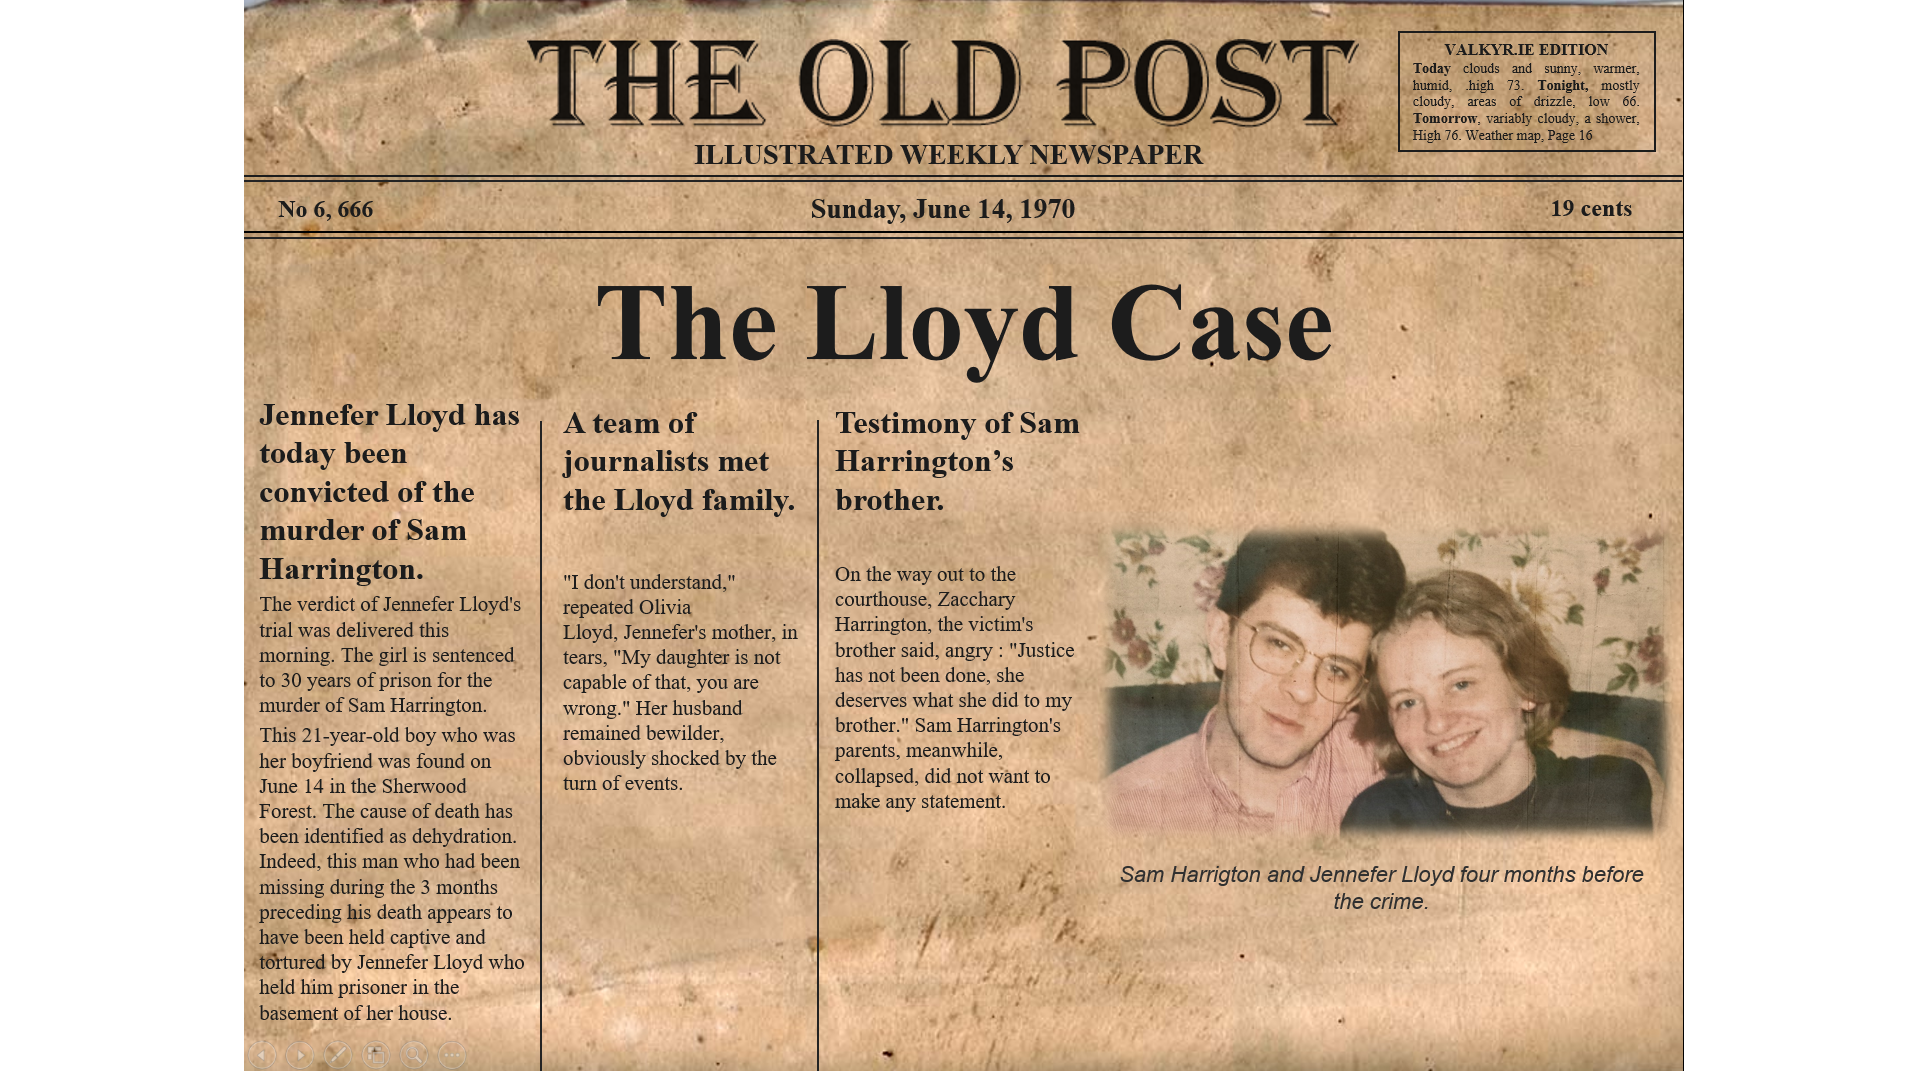 THE OLD POST
ILLUSTRATED WEEKLY NEWSPAPER
VALKYR.IE EDITION
Today clouds and sunny, warmer,
humid, .high 73. Tonight, mostly
cloudy, areas of drizzle, low 66.
Tomorrow, variably cloudy, a shower,
High 76. Weather map, Page 16
No 6, 666
Sunday, June 14, 1970
19 cents
The Lloyd Case
Jennefer Lloyd has
today been
convicted of the
murder of Sam
Harrington.
The verdict of Jennefer Lloyd's
trial was delivered this
morning. The girl is sentenced
to 30 years of prison for the
murder of Sam Harrington.
This 21-year-old boy who was
her boyfriend was found on
June 14 in the Sherwood
Forest. The cause of death has
been identified as dehydration.
Indeed, this man who had been
missing during the 3 months
preceding his death appears to
have been held captive and
tortured by Jennefer Lloyd who
held him prisoner in the
basement of her house.
A team of
journalists met
the Lloyd family.
"I don't understand,"
repeated Olivia
Lloyd, Jennefer's mother, in
tears, "My daughter is not
capable of that, you are
wrong." Her husband
remained bewilder,
obviously shocked by the
turn of events.
Testimony of Sam
Harrington’s
brother.
On the way out to the
courthouse, Zacchary
Harrington, the victim's
brother said, angry : "Justice
has not been done, she
deserves what she did to my
brother." Sam Harrington's
parents, meanwhile,
collapsed, did not want to
make any statement.
Sam Harrigton and Jennefer Lloyd four months before
the crime.